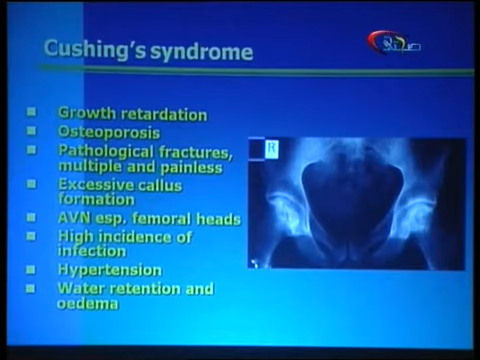 Cushing's syndrome
Growth retardation
Osteoporosis
Pathological fractures,
multiple and painless
Excessive callus
formation
AVN esp. femoral heads
High incidence of
infection
Hypertension
Water retention and
oedema
R